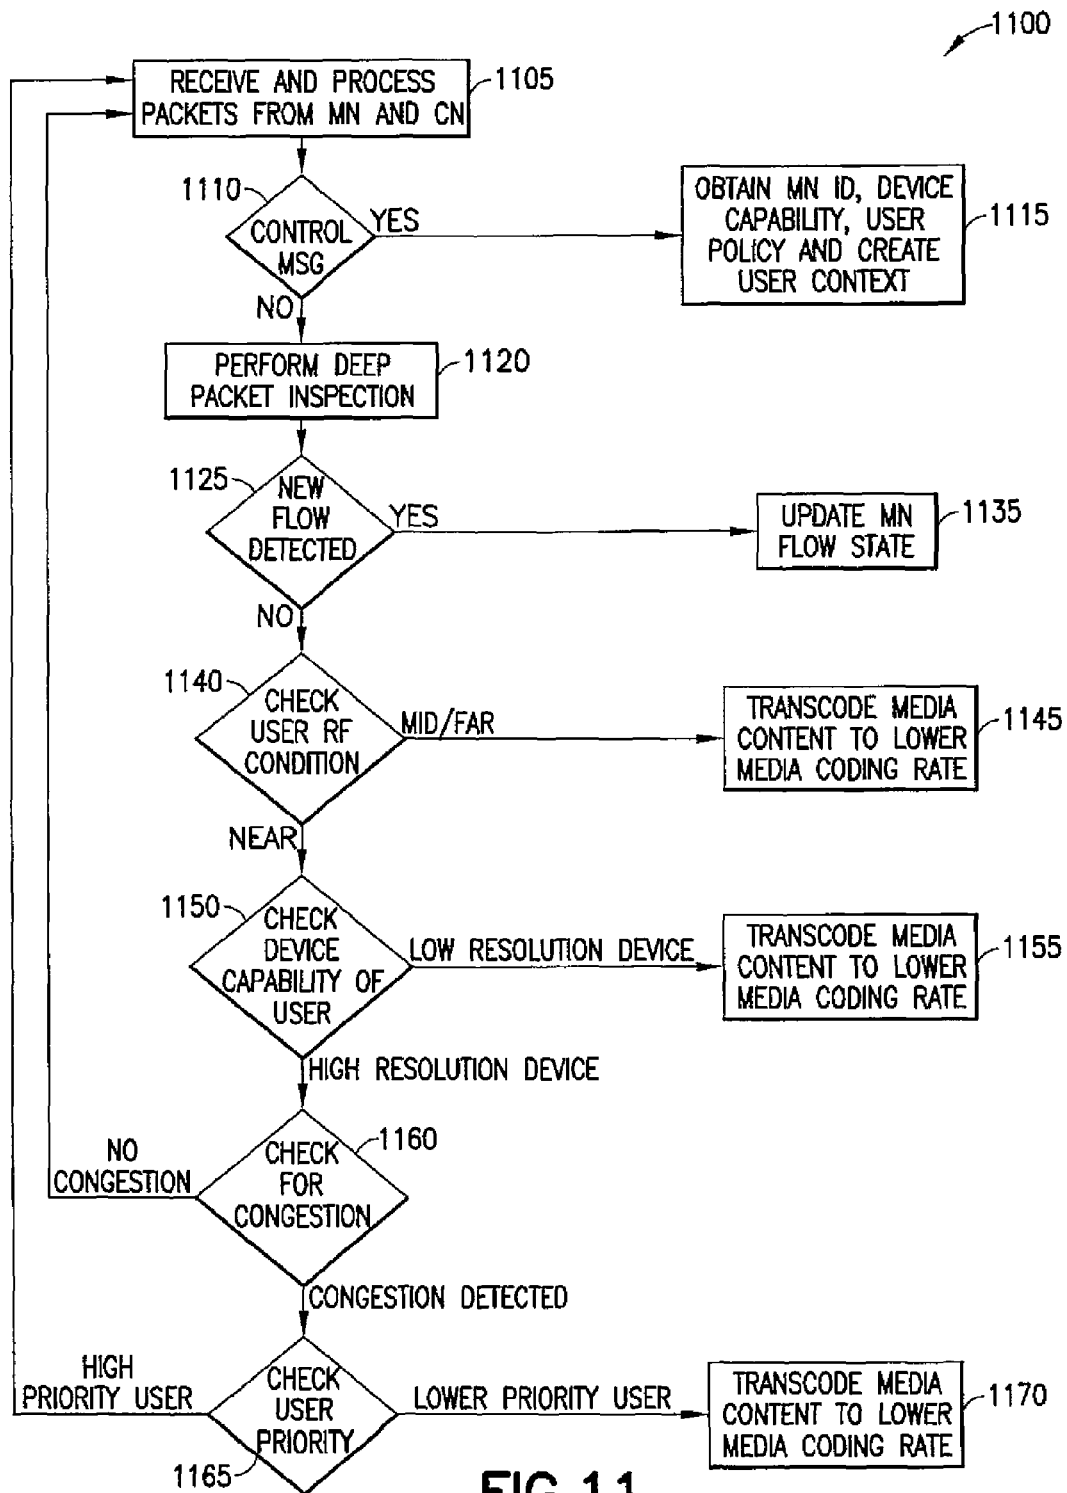 1100
RECEIVE AND PROCESS
PACKETS FROM MN AND CN
1105
1110
CONTROL
MSG
YES
NO
OBTAIN MN ID, DEVICE
CAPABILITY, USER
POLICY AND CREATE
USER CONTEXT
1115
PERFORM DEEP
PACKET INSPECTION
1120
1125
NEW
FLOW
DETECTED
YES
NO
UPDATE MN
FLOW STATE
1135
1140
CHECK
USER RF
CONDITION
MID/FAR
NEAR
TRANSCODE MEDIA
CONTENT TO LOWER
MEDIA CODING RATE
1145
1150
CHECK
DEVICE
CAPABILITY OF
USER
LOW RESOLUTION DEVICE
HIGH RESOLUTION DEVICE
TRANSCODE MEDIA
CONTENT TO LOWER
MEDIA CODING RATE
1155
NO
CONGESTION
CHECK
FOR
CONGESTION
1160
CONGESTION DETECTED
HIGH
PRIORITY USER
CHECK
USER
PRIORITY
1165
LOWER PRIORITY USER
TRANSCODE MEDIA
CONTENT TO LOWER
MEDIA CODING RATE
1170
FIG.11